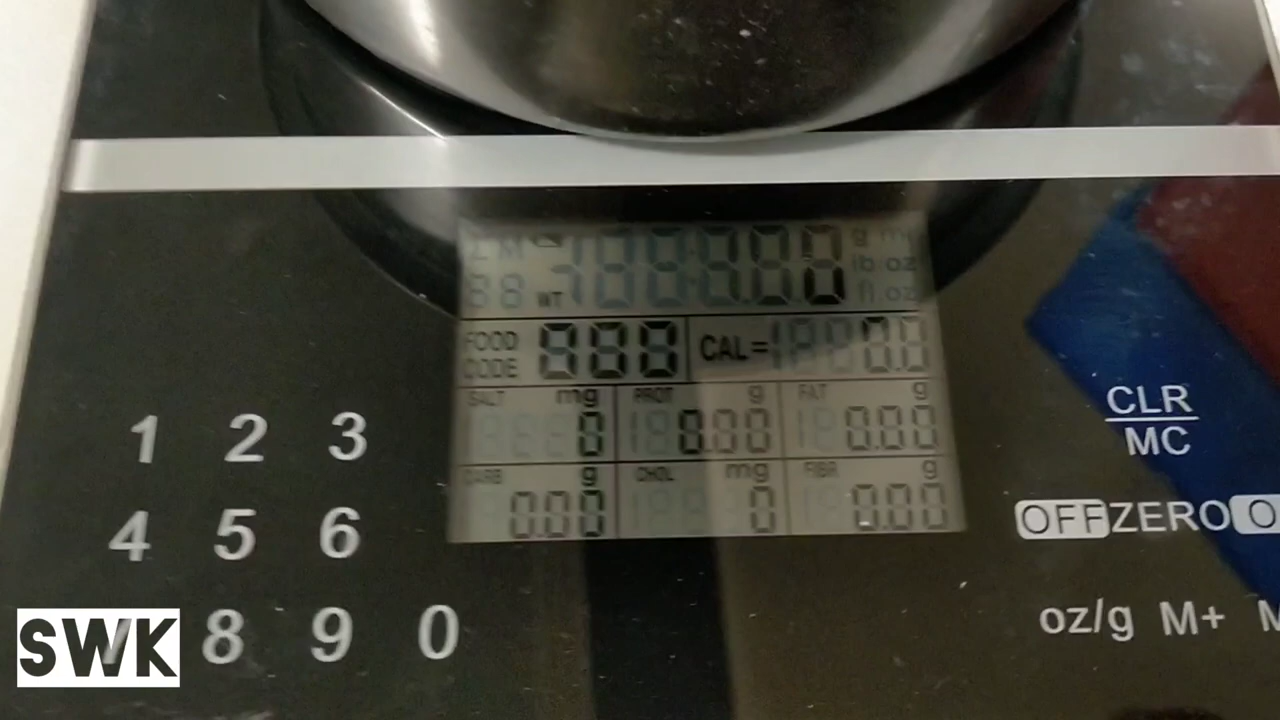 WT
lb oz
fl.oz
FOOD CODE
CAL=
0.0
SALT mg
0
PROT g
0.00
FAT g
0.00
CARB g
0.00
CHOL mg
0
FIBR g
0.00
1 2 3
4 5 6
8 9 0
CLR
MC
OFF ZERO
oz/g M+
SWK